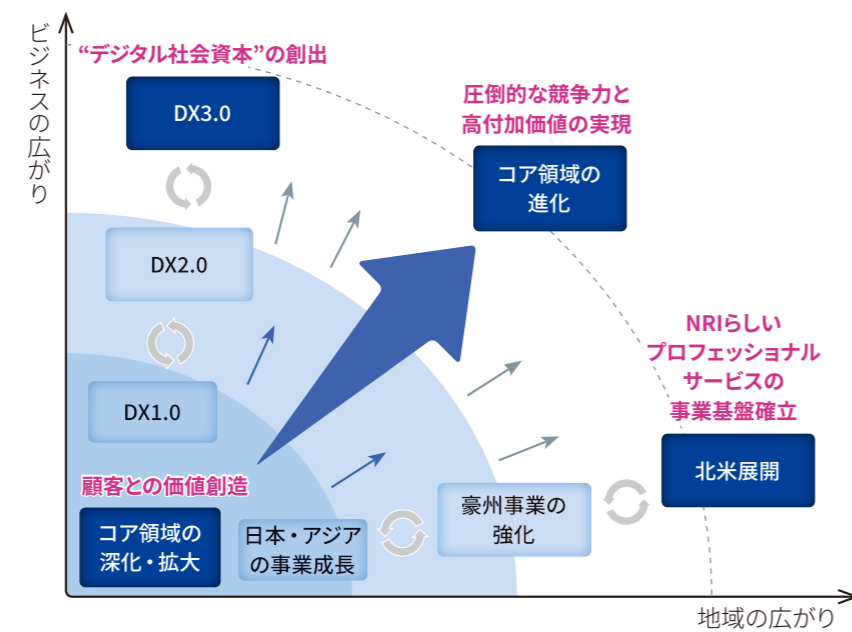 ビジネスの広がり
“デジタル社会資本”の創出
DX3.0
圧倒的な競争力と
高付加価値の実現
コア領域の
進化
DX2.0
NRIらしい
プロフェッショナル
サービスの
事業基盤確立
DX1.0
北米展開
顧客との価値創造
コア領域の
深化・拡大
日本・アジア
の事業成長
豪州事業の
強化
地域の広がり